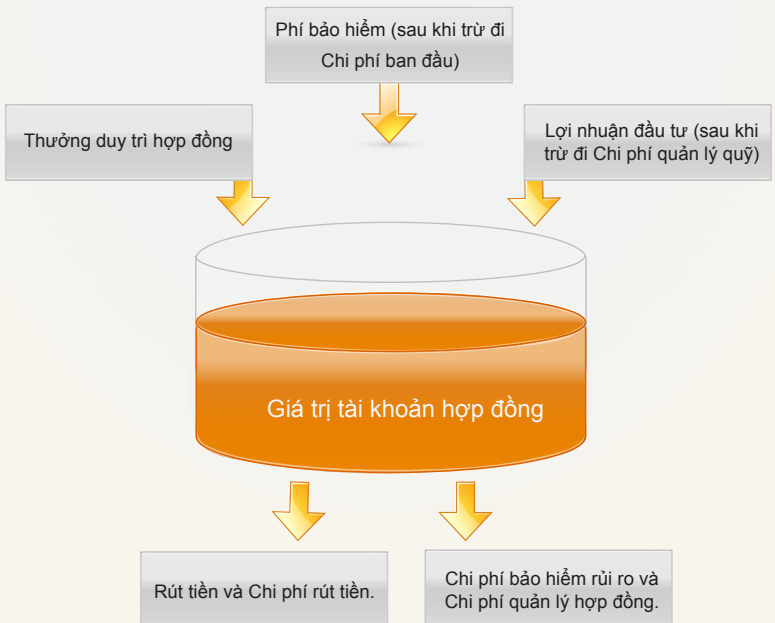 Phí bảo hiểm (sau khi trừ đi
Chi phí ban đầu)
Thưởng duy trì hợp đồng
Lợi nhuận đầu tư (sau khi
trừ đi Chi phí quản lý quỹ)
Giá trị tài khoản hợp đồng
Rút tiền và Chi phí rút tiền.
Chi phí bảo hiểm rủi ro và
Chi phí quản lý hợp đồng.